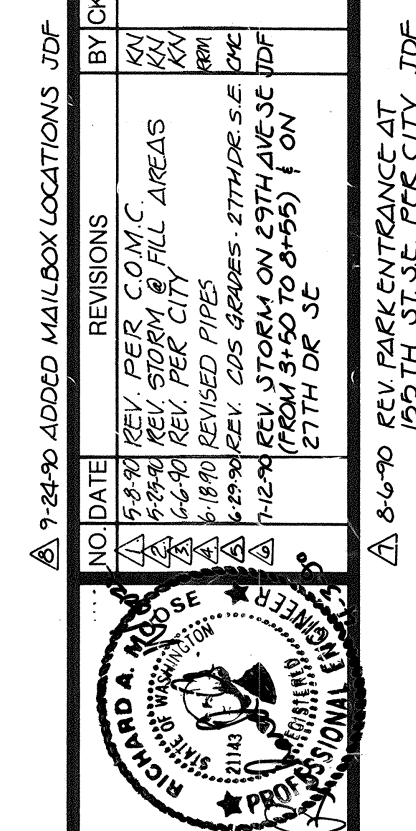 8 9-24-90 ADDED MAILBOX LOCATIONS JDF
NO. DATE REVISIONS BY CK
1 5-8-90 REV. PER C.O.M.C. KN
2 5-25-90 REV. STORM @ FILL AREAS KN
3 6-6-90 REV. PER CITY KN
4 6-18-90 REVISED PIPES RRM
5 6-29-90 REV. CDS GRADES - 27TH DR. S.E. CMC
6 7-12-90 REV. STORM ON 29TH AVE SE JDF
(FROM 3+50 TO 8+55) & ON
27TH DR SE
7 8-6-90 REV. PARK ENTRANCE AT
155TH ST. SE PER CITY JDF
RICHARD A. MOOSE
STATE OF WASHINGTON
21143
REGISTERED
PROFESSIONAL ENGINEER